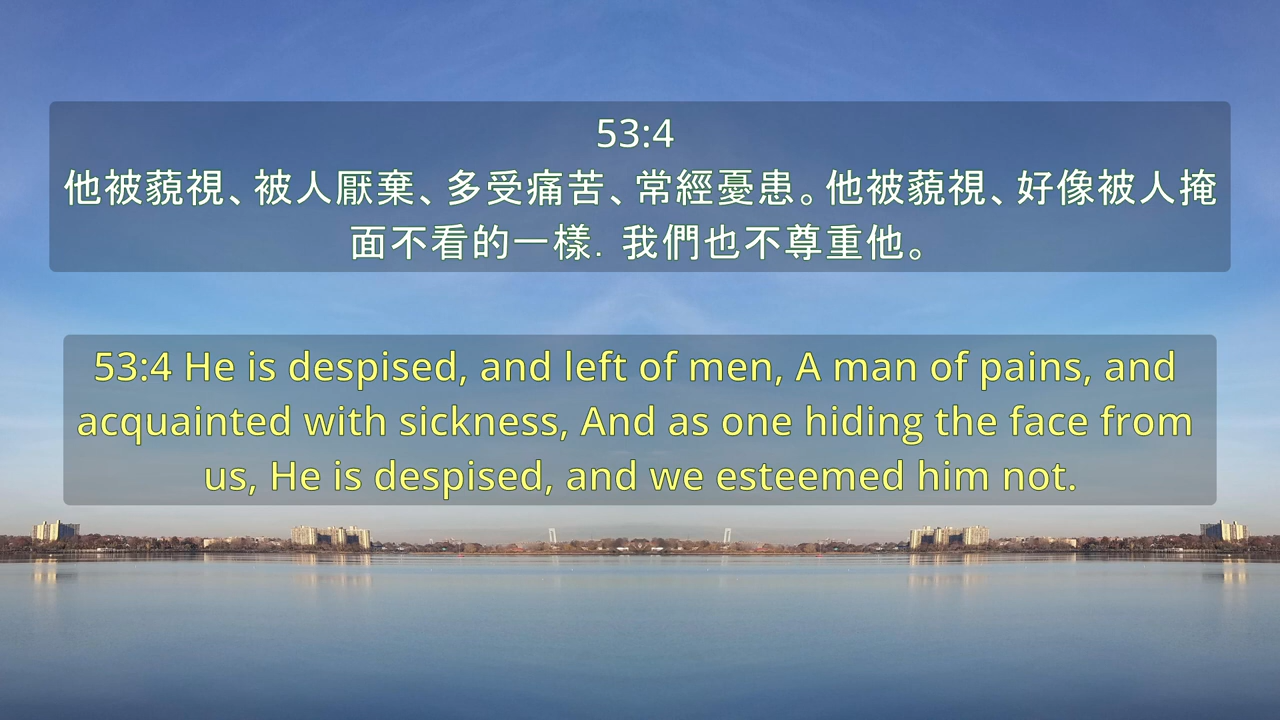 53:4
他被藐視、被人厭棄、多受痛苦、常經憂患。他被藐視、好像被人掩
面不看的一樣．我們也不尊重他。
53:4 He is despised, and left of men, A man of pains, and
acquainted with sickness, And as one hiding the face from
us, He is despised, and we esteemed him not.